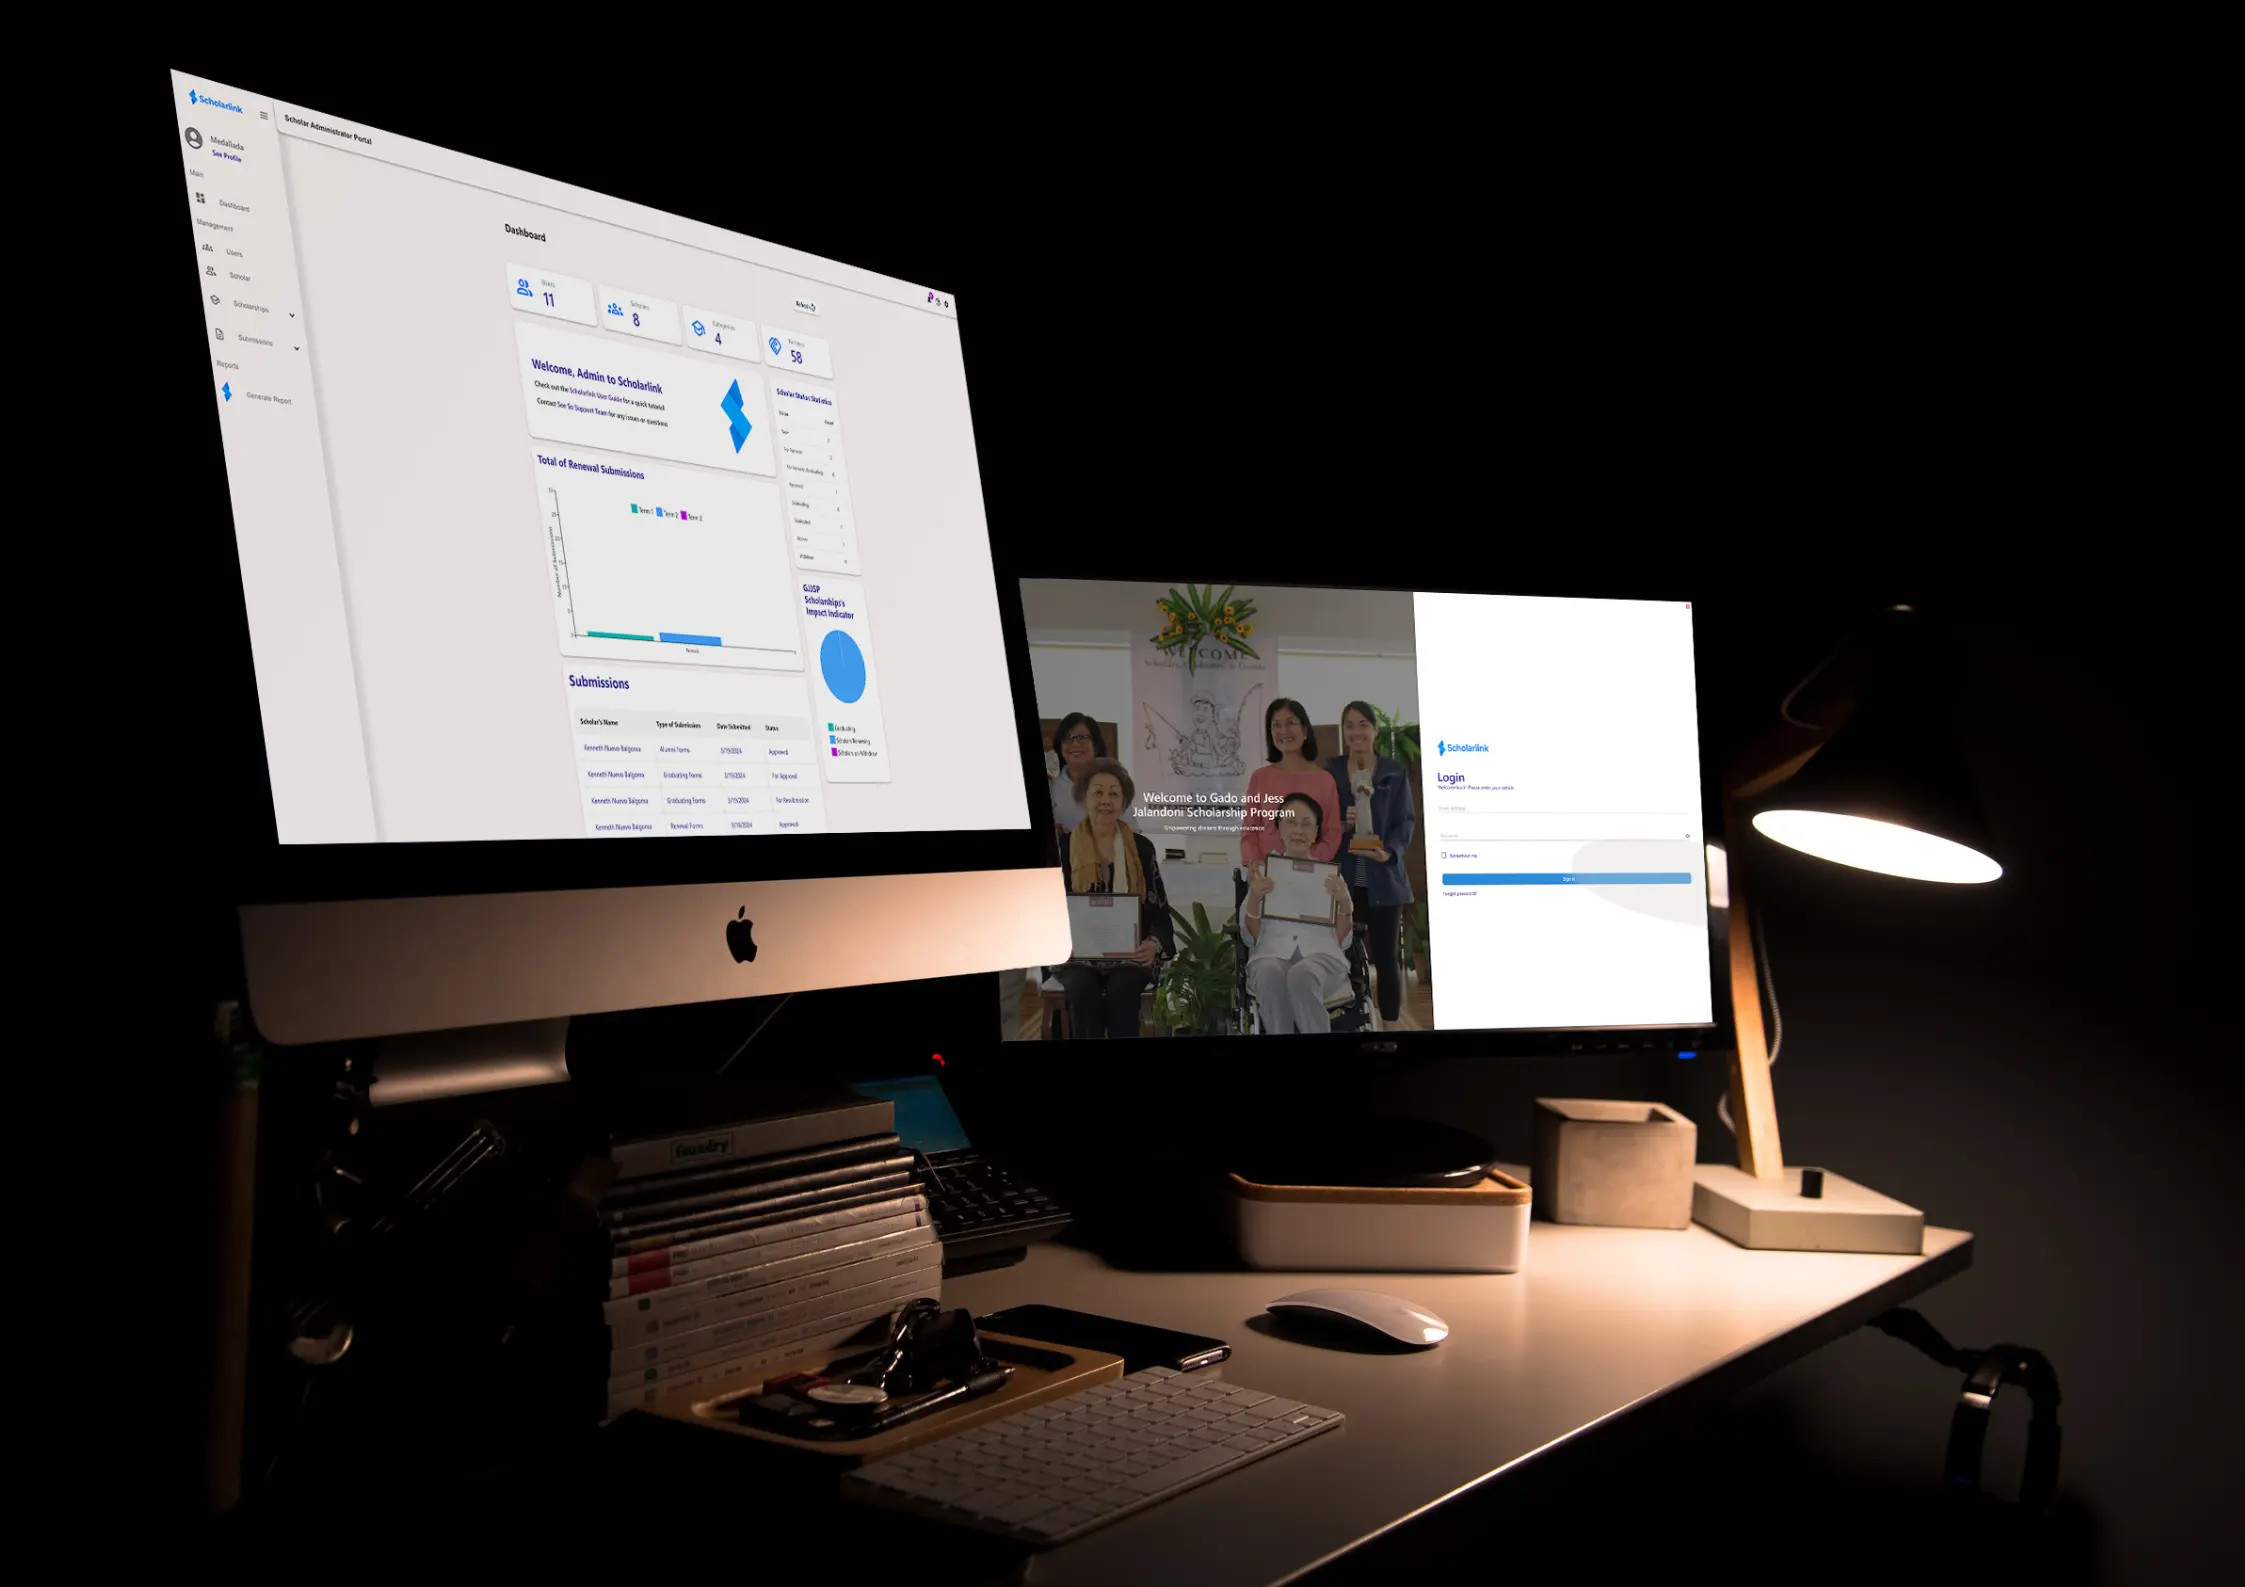 Scholarlink
Scholar Administrator Portal
Medallada
See Profile
Main
Dashboard
Management
Users
Scholar
Scholarships
Submissions
Reports
Generate Report
Dashboard
Users
11
Scholars
8
Categories
4
58
Welcome, Admin to Scholarlink
Check out the Scholarlink User Guide for a quick tutorial
Contact See So Support Team for any issues or questions
Scholar Status Statistics
Total of Renewal Submissions
Term 1 Term 2 Term 3
Number of Submissions
GJJSP
Scholarships's
Impact Indicator
Graduating
Scholars Renewing
Scholars on Withdraw
Submissions
Scholar's Name Type of Submission Date Submitted Status
Kenneth Nuevo Balgoma Alumni Forms 3/19/2024 Approved
Kenneth Nuevo Balgoma Graduating Forms 3/19/2024 For Approval
Kenneth Nuevo Balgoma Graduating Forms 3/19/2024 For Resubmission
Kenneth Nuevo Balgoma Renewal Forms 3/18/2024 Approved
WELCOME
Welcome to Gado and Jess
Jalandoni Scholarship Program
Empowering dreams through education
Scholarlink
Login
Welcome back! Please enter your details
Email Address
Password
Remember me
Sign in
Forgot password?
foundry